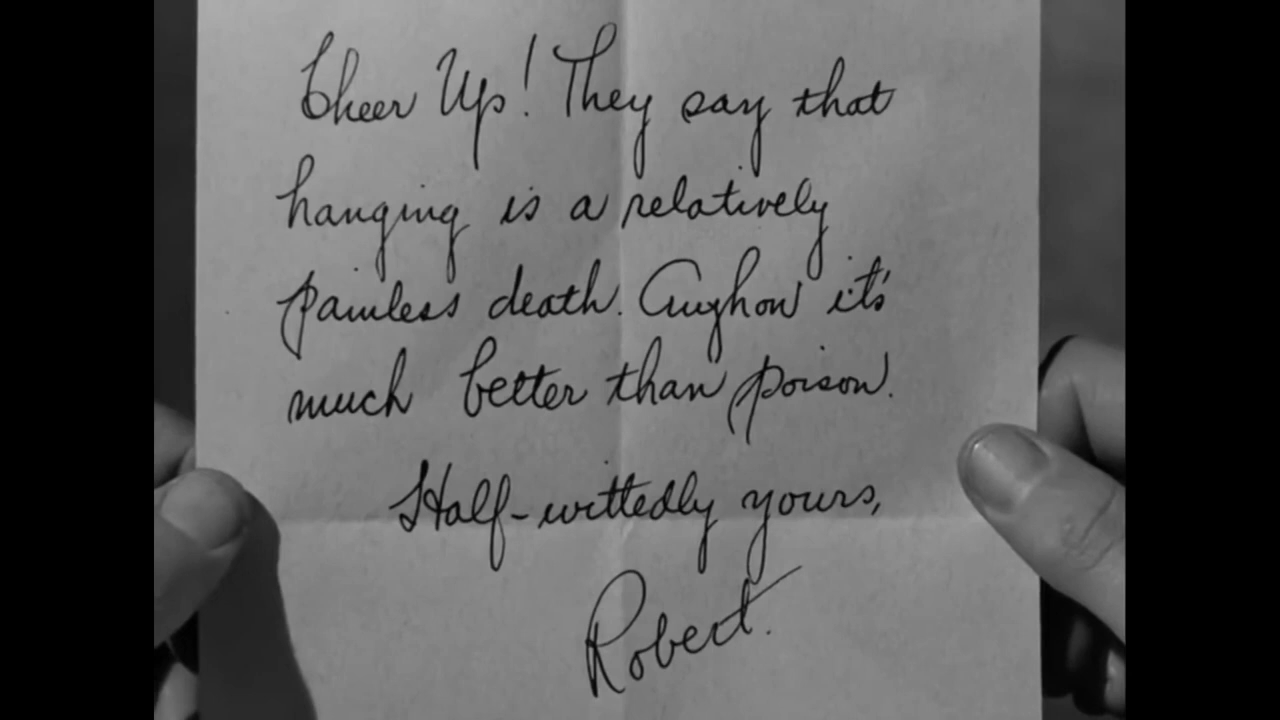 Cheer Up! They say that
hanging is a relatively
painless death. Anyhow it's
much better than poison.
Half-wittedly yours,
Robert.